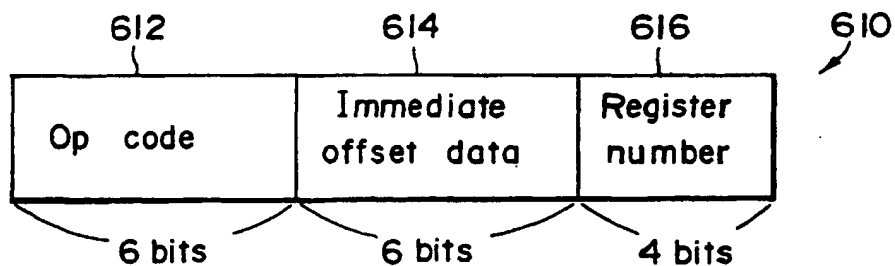 612 614 616 610
Op code
Immediate offset data
Register number
6 bits 6 bits 4 bits